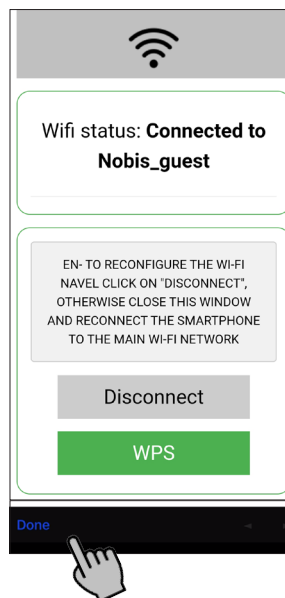 Wifi status: Connected to
Nobis_guest
EN- TO RECONFIGURE THE WI-FI
NAVEL CLICK ON "DISCONNECT",
OTHERWISE CLOSE THIS WINDOW
AND RECONNECT THE SMARTPHONE
TO THE MAIN WI-FI NETWORK
Disconnect
WPS
Done